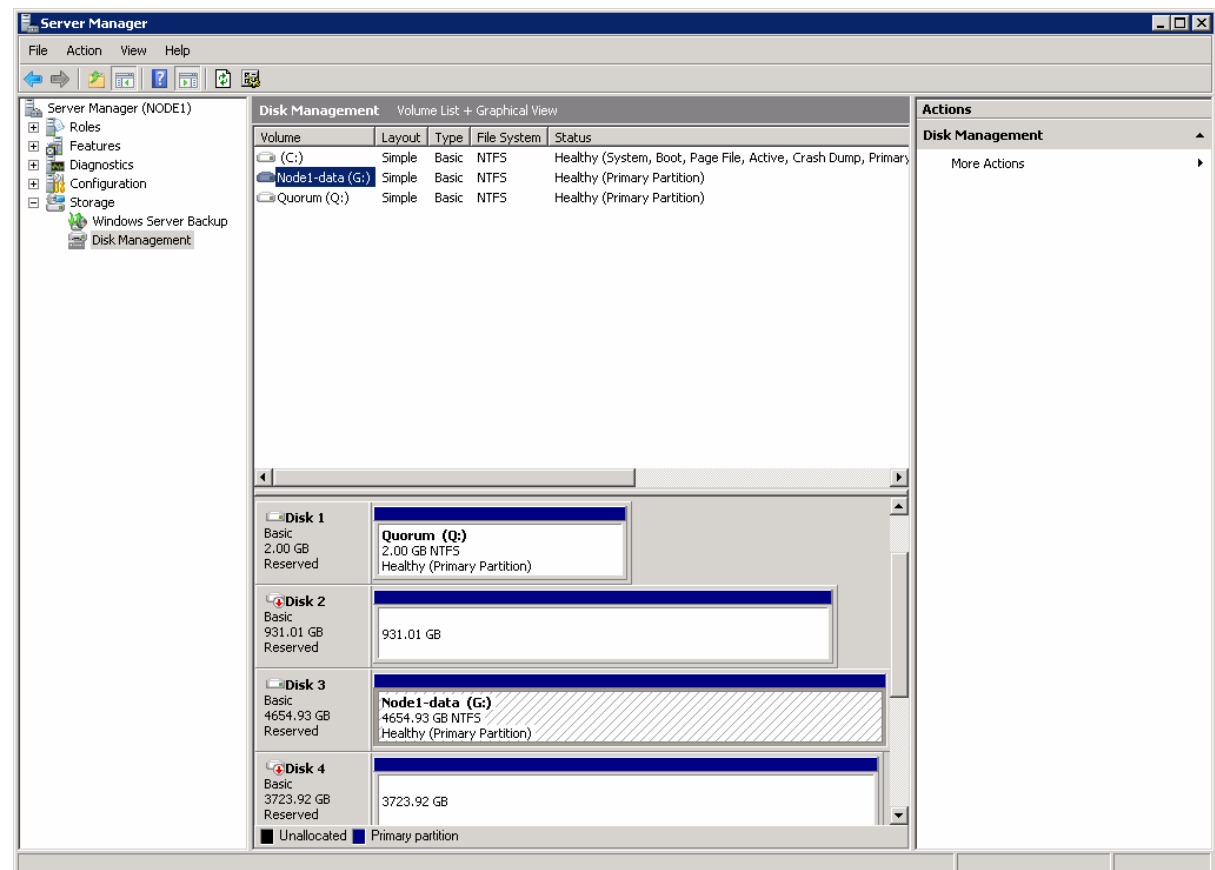 Server Manager
File Action View Help
Server Manager (NODE1)
Roles
Features
Diagnostics
Configuration
Storage
Windows Server Backup
Disk Management
Disk Management Volume List + Graphical View
Volume Layout Type File System Status
(C:) Simple Basic NTFS Healthy (System, Boot, Page File, Active, Crash Dump, Primary
Node1-data (G:) Simple Basic NTFS Healthy (Primary Partition)
Quorum (Q:) Simple Basic NTFS Healthy (Primary Partition)
Disk 1
Basic
2.00 GB
Reserved
Quorum (Q:)
2.00 GB NTFS
Healthy (Primary Partition)
Disk 2
Basic
931.01 GB
Reserved
931.01 GB
Disk 3
Basic
4654.93 GB
Reserved
Node1-data (G:)
4654.93 GB NTFS
Healthy (Primary Partition)
Disk 4
Basic
3723.92 GB
Reserved
3723.92 GB
Unallocated Primary partition
Actions
Disk Management
More Actions